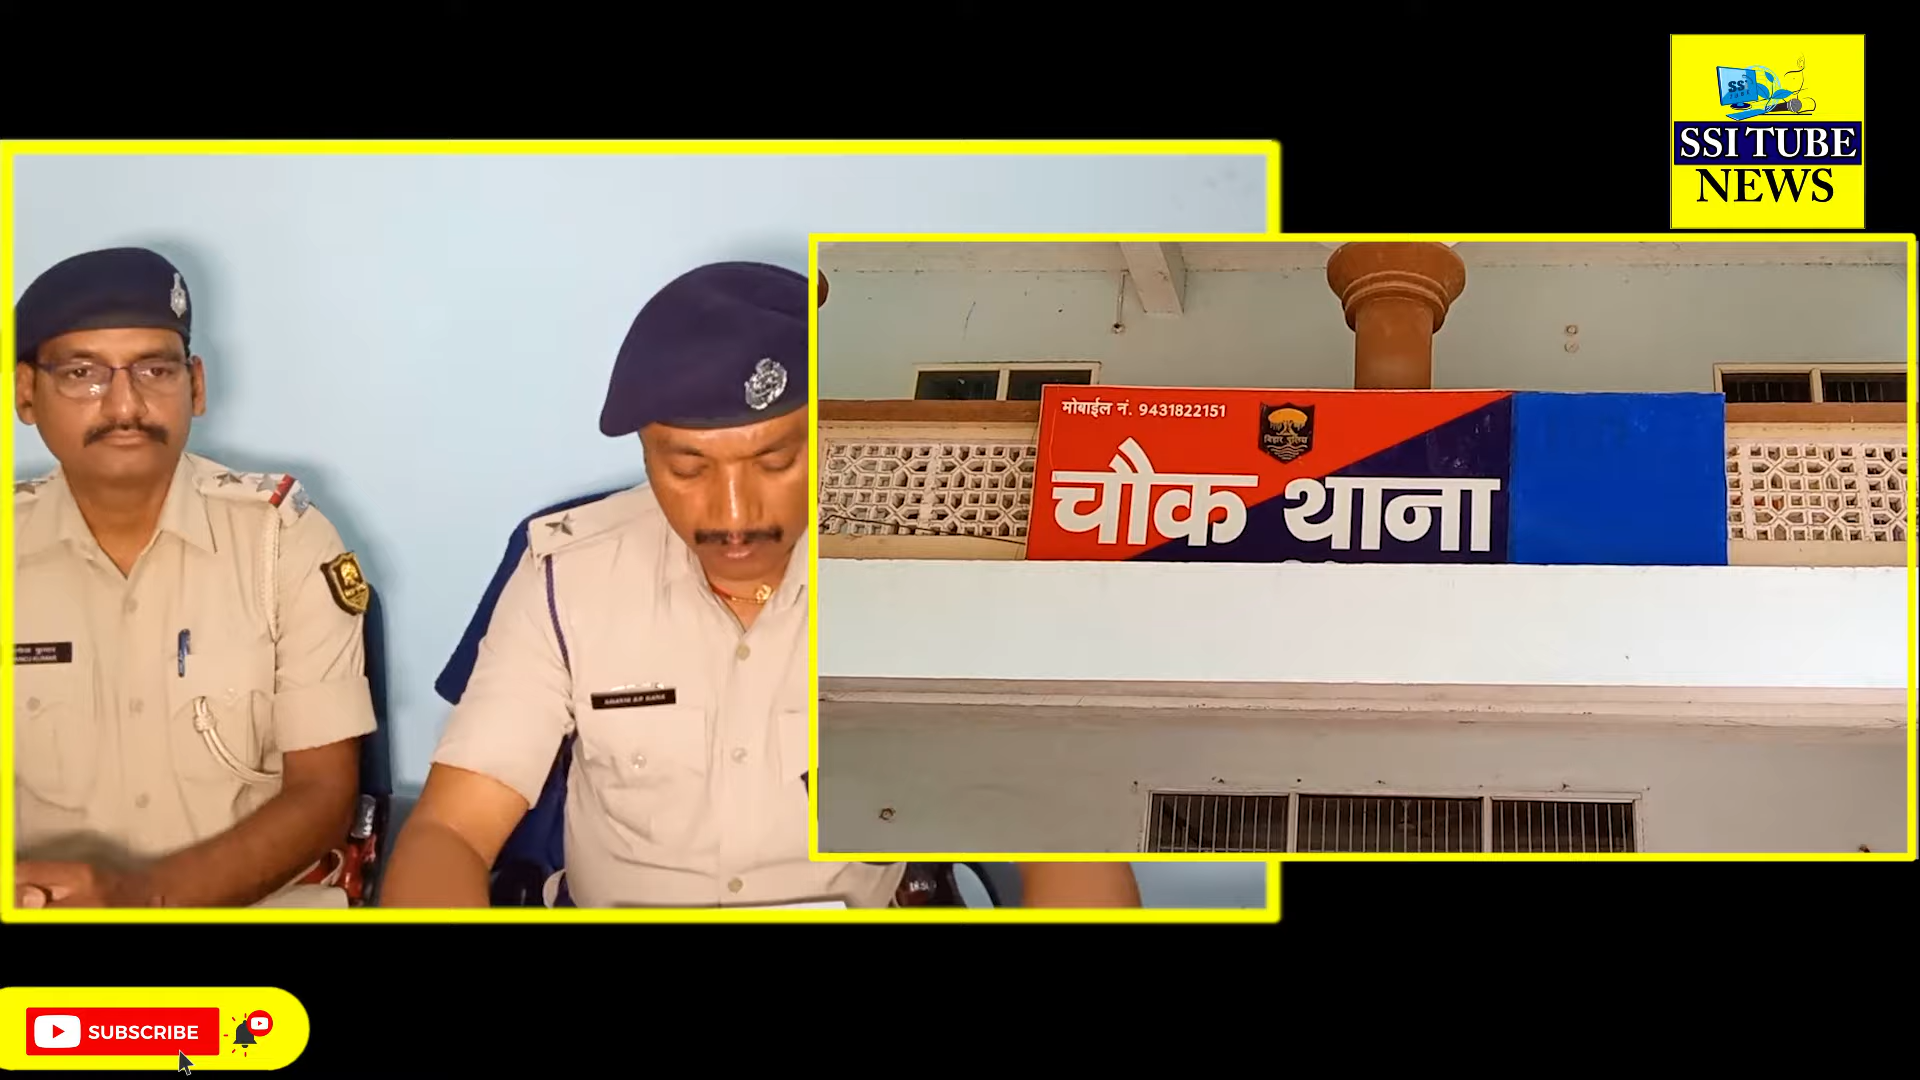 SSI TUBE
NEWS
मोबाईल नं. 9431822151
बिहार पुलिस
चौक थाना
SUBSCRIBE